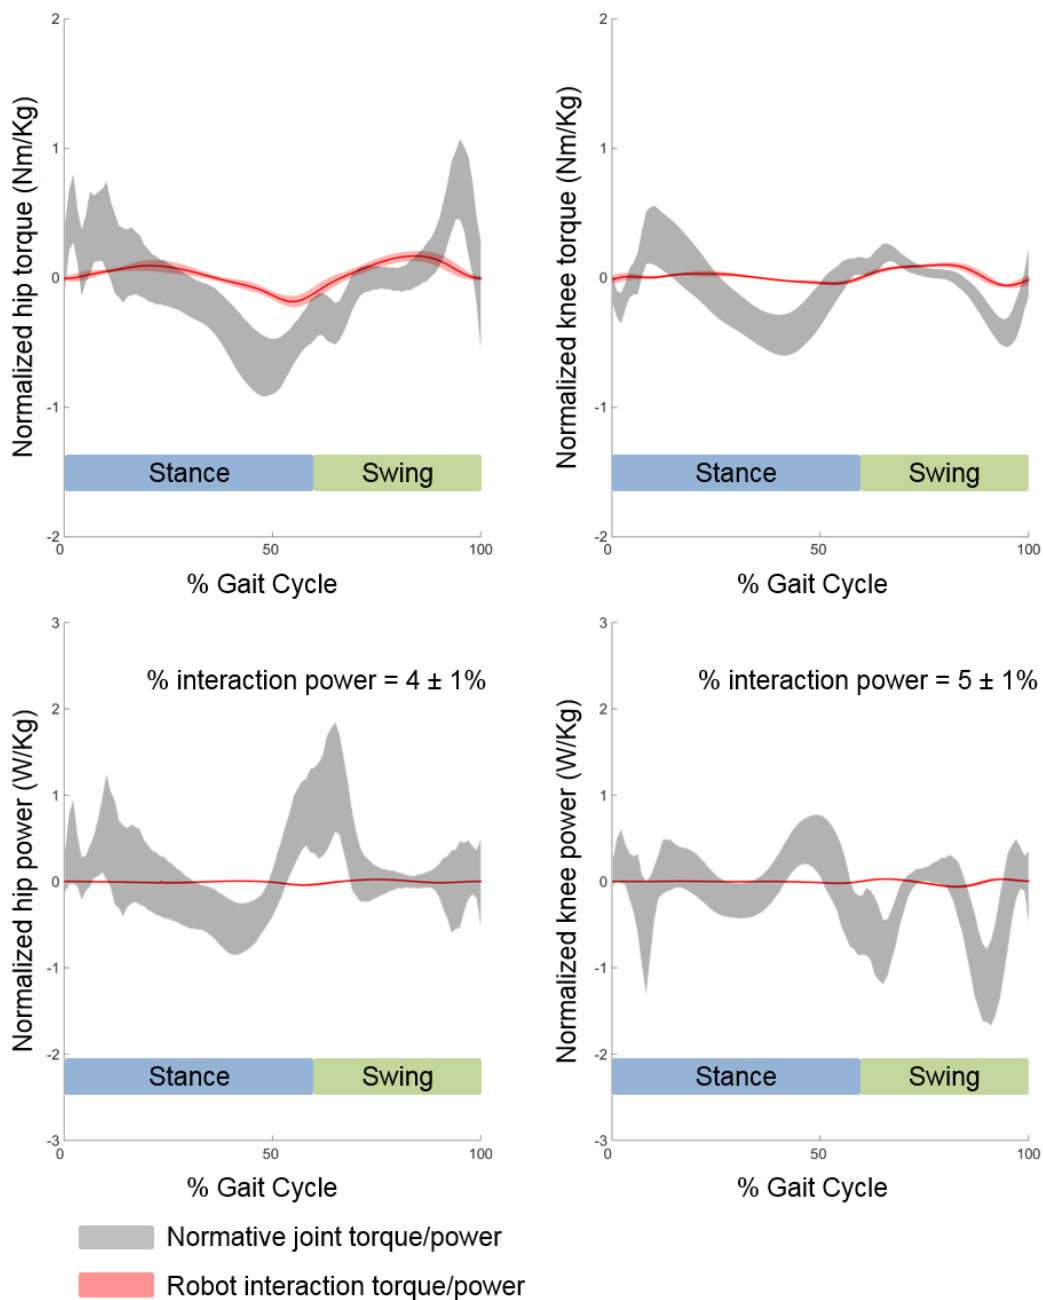 Normalized hip torque (Nm/Kg)
2
1
0
-1
-2
Stance
Swing
0
50
100
% Gait Cycle
Normalized knee torque (Nm/Kg)
2
1
0
-1
-2
Stance
Swing
0
50
100
% Gait Cycle
Normalized hip power (W/Kg)
3
2
1
0
-1
-2
-3
% interaction power = 4 ± 1%
Stance
Swing
0
50
100
% Gait Cycle
Normalized knee power (W/Kg)
3
2
1
0
-1
-2
-3
% interaction power = 5 ± 1%
Stance
Swing
0
50
100
% Gait Cycle
Normative joint torque/power
Robot interaction torque/power